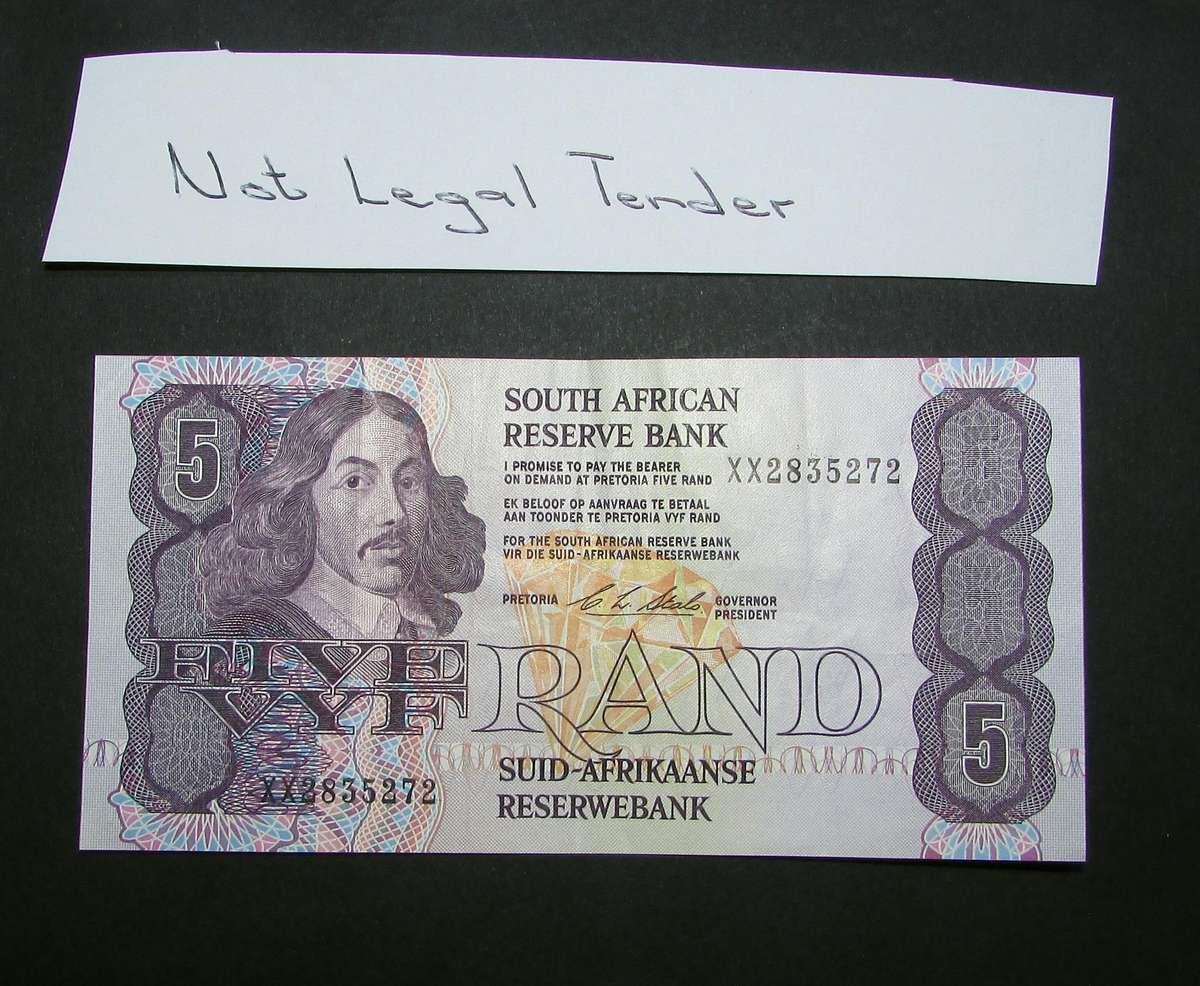 Not Legal Tender
5
SOUTH AFRICAN
RESERVE BANK
I PROMISE TO PAY THE BEARER
ON DEMAND AT PRETORIA FIVE RAND
XX2835272
EK BELOOF OP AANVRAAG TE BETAAL
AAN TOONDER TE PRETORIA VYF RAND
FOR THE SOUTH AFRICAN RESERVE BANK
VIR DIE SUID-AFRIKAANSE RESERWEBANK
PRETORIA C. L. Stals GOVERNOR
PRESIDENT
FIVE
VYF RAND
5
SUID-AFRIKAANSE
RESERWEBANK
XX2835272